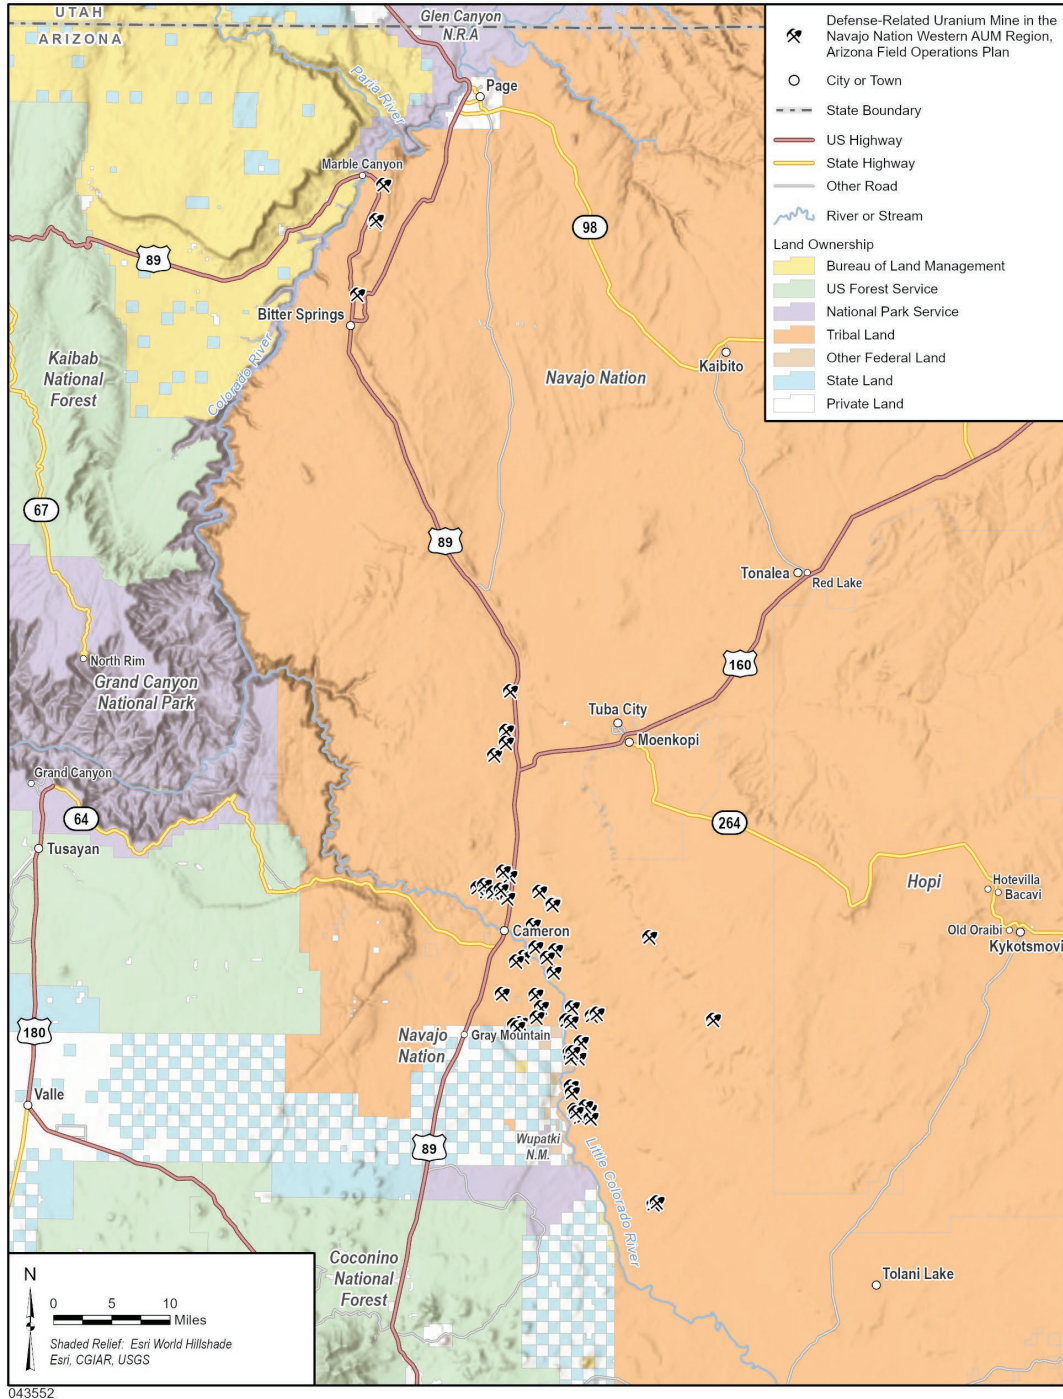 UTAH
ARIZONA
Glen Canyon
N.R.A
Paria River
Page
Marble Canyon
89
98
Bitter Springs
Colorado River
Kaibab
National
Forest
Navajo Nation
Kaibito
67
89
Tonalea
Red Lake
North Rim
Grand Canyon
National Park
160
Tuba City
Moenkopi
Grand Canyon
64
Tusayan
264
Hopi
Hotevilla
Bacavi
Old Oraibi
Kykotsmovi
Cameron
180
Navajo
Nation
Gray Mountain
Valle
89
Wupatki
N.M.
Little Colorado River
Coconino
National
Forest
Tolani Lake
Defense-Related Uranium Mine in the
Navajo Nation Western AUM Region,
Arizona Field Operations Plan
City or Town
State Boundary
US Highway
State Highway
Other Road
River or Stream
Land Ownership
Bureau of Land Management
US Forest Service
National Park Service
Tribal Land
Other Federal Land
State Land
Private Land
N
0 5 10
Miles
Shaded Relief: Esri World Hillshade
Esri, CGIAR, USGS
043552